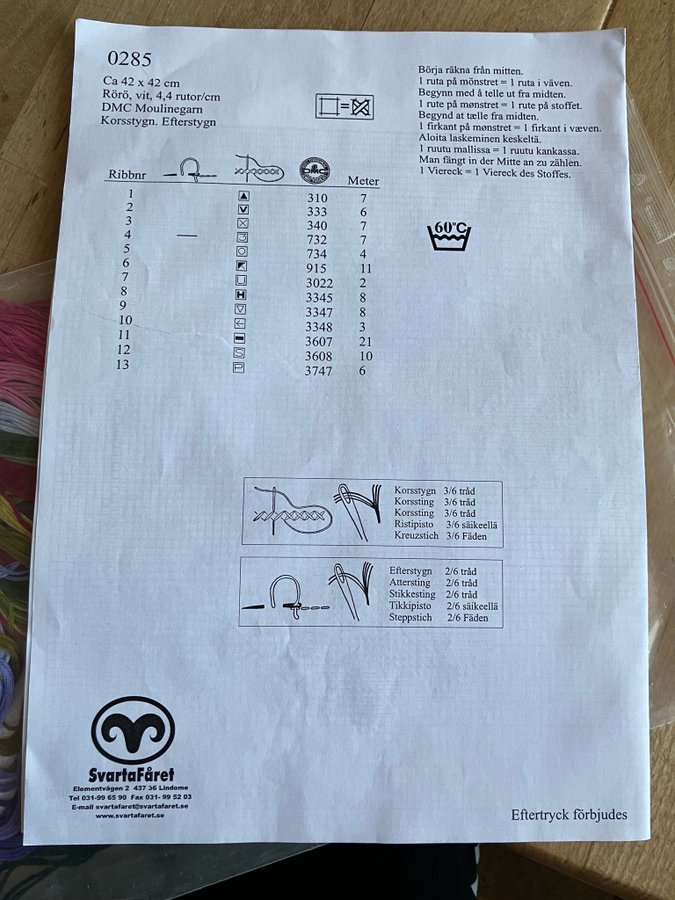 0285
Ca 42 x 42 cm
Rörö, vit, 4,4 rutor/cm
DMC Moulinegarn
Korsstygn. Efterstygn
Börja räkna från mitten.
1 ruta på mönstret = 1 ruta i väven.
Begynn med å telle ut fra midten.
1 rute på mønstret = 1 rute på stoffet.
Begynd at tælle fra midten.
1 firkant på mønstret = 1 firkant i væven.
Aloita laskeminen keskeltä.
1 ruutu mallissa = 1 ruutu kankassa.
Man fängt in der Mitte an zu zählen.
1 Viereck = 1 Viereck des Stoffes.
60°C
Ribbnr DMC Meter
1 310 7
2 333 6
3 340 7
4 732 7
5 734 4
6 915 11
7 3022 2
8 H 3345 8
9 3347 8
10 3348 3
11 3607 21
12 S 3608 10
13 P 3747 6
Korsstygn 3/6 tråd
Korssting 3/6 tråd
Korssting 3/6 tråd
Ristipisto 3/6 säikeellä
Kreuzstich 3/6 Fäden
Efterstygn 2/6 tråd
Attersting 2/6 tråd
Stikkesting 2/6 tråd
Tikkipisto 2/6 säikeellä
Steppstich 2/6 Fäden
SvartaFåret
Elementvägen 2 437 36 Lindome
Tel 031-99 65 90 Fax 031- 99 52 03
E-mail svartafaret@svartafaret.se
www.svartafaret.se
Eftertryck förbjudes